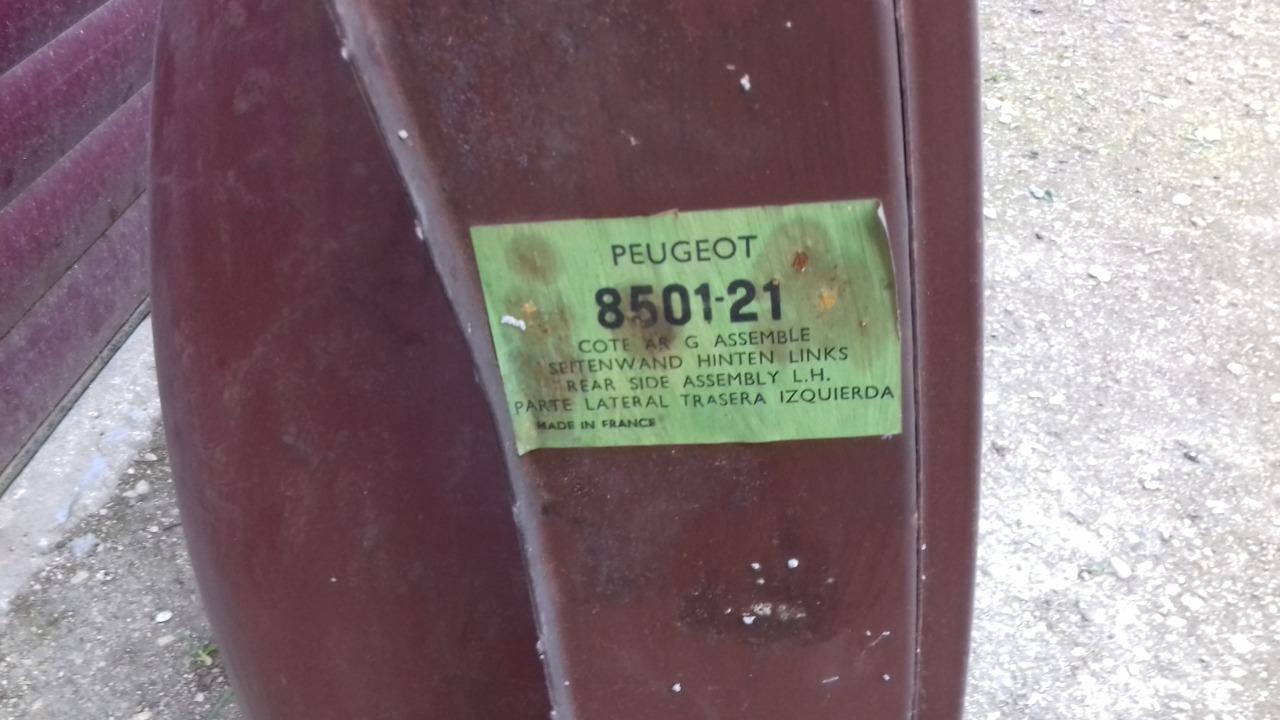 PEUGEOT
8501-21
COTE AR G ASSEMBLE
SEITENWAND HINTEN LINKS
REAR SIDE ASSEMBLY L.H.
PARTE LATERAL TRASERA IZQUIERDA
MADE IN FRANCE